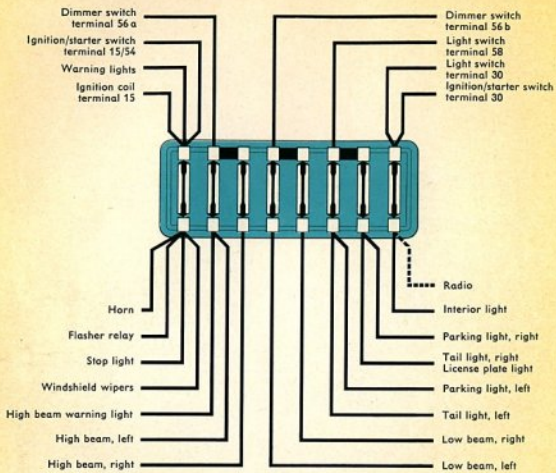 Dimmer switch
terminal 56a
Ignition/starter switch
terminal 15/54
Warning lights
Ignition coil
terminal 15
Dimmer switch
terminal 56b
Light switch
terminal 58
Light switch
terminal 30
Ignition/starter switch
terminal 30
Horn
Flasher relay
Stop light
Windshield wipers
High beam warning light
High beam, left
High beam, right
Radio
Interior light
Parking light, right
Tail light, right
License plate light
Parking light, left
Tail light, left
Low beam, right
Low beam, left